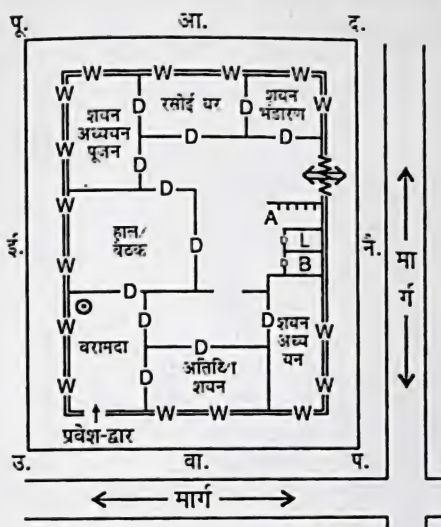 पू. आ. द.
W W W W
W D रसोई घर D शयन भंडारण W
शयन
अध्ययन
पूजन
W D D
W D
हाल/
बैठक
A
L
ई. W D B नै.
मार्ग
D D
W D D शयन अध्य यन W
बरामदा
D
अतिथि
शयन
W D W
W W W W
प्रवेश-द्वार
उ. वा. प.
मार्ग